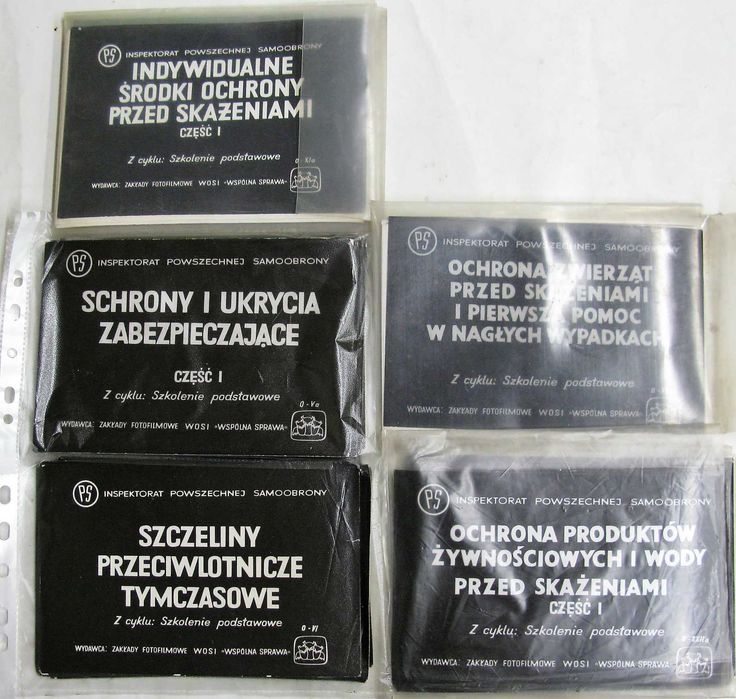 PS INSPEKTORAT POWSZECHNEJ SAMOOBRONY
INDYWIDUALNE
ŚRODKI OCHRONY
PRZED SKAŻENIAMI
CZĘŚĆ I
O-XIa
Z cyklu: Szkolenie podstawowe
WYDAWCA: ZAKŁADY FOTOFILMOWE WOSI »WSPÓLNA SPRAWA«
PS INSPEKTORAT POWSZECHNEJ SAMOOBRONY
SCHRONY I UKRYCIA
ZABEZPIECZAJĄCE
CZĘŚĆ I
Z cyklu: Szkolenie podstawowe
O-Va
WYDAWCA: ZAKŁADY FOTOFILMOWE WOSI »WSPÓLNA SPRAWA«
PS INSPEKTORAT POWSZECHNEJ SAMOOBRONY
OCHRONA ZWIERZĄT
PRZED SKAŻENIAMI
I PIERWSZA POMOC
W NAGŁYCH WYPADKACH
Z cyklu: Szkolenie podstawowe
WYDAWCA: ZAKŁADY FOTOFILMOWE WOSI »WSPÓLNA SPRAWA«
PS INSPEKTORAT POWSZECHNEJ SAMOOBRONY
SZCZELINY
PRZECIWLOTNICZE
TYMCZASOWE
Z cyklu: Szkolenie podstawowe
O-VI
WYDAWCA: ZAKŁADY FOTOFILMOWE WOSI »WSPÓLNA SPRAWA«
PS INSPEKTORAT POWSZECHNEJ SAMOOBRONY
OCHRONA PRODUKTÓW
ŻYWNOŚCIOWYCH I WODY
PRZED SKAŻENIAMI
CZĘŚĆ I
Z cyklu: Szkolenie podstawowe
WYDAWCA: ZAKŁADY FOTOFILMOWE WOSI »WSPÓLNA SPRAWA«